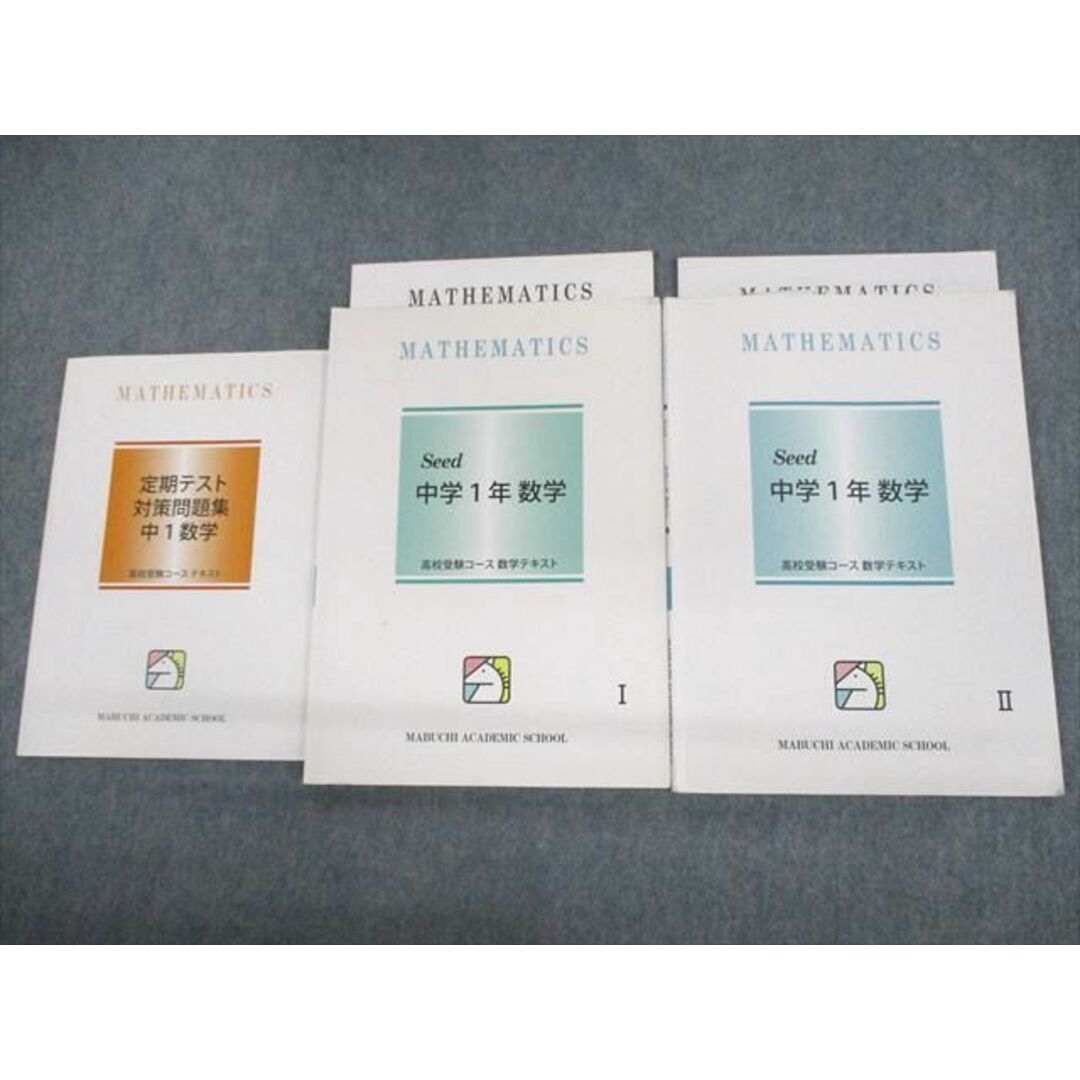 MATHEMATICS
定期テスト
対策問題集
中1数学
高校受験コース テキスト
MABUCHI ACADEMIC SCHOOL
MATHEMATICS
MATHEMATICS
Seed
中学1年 数学
高校受験コース 数学テキスト
I
MABUCHI ACADEMIC SCHOOL
MATHEMATICS
MATHEMATICS
Seed
中学1年 数学
高校受験コース 数学テキスト
II
MABUCHI ACADEMIC SCHOOL